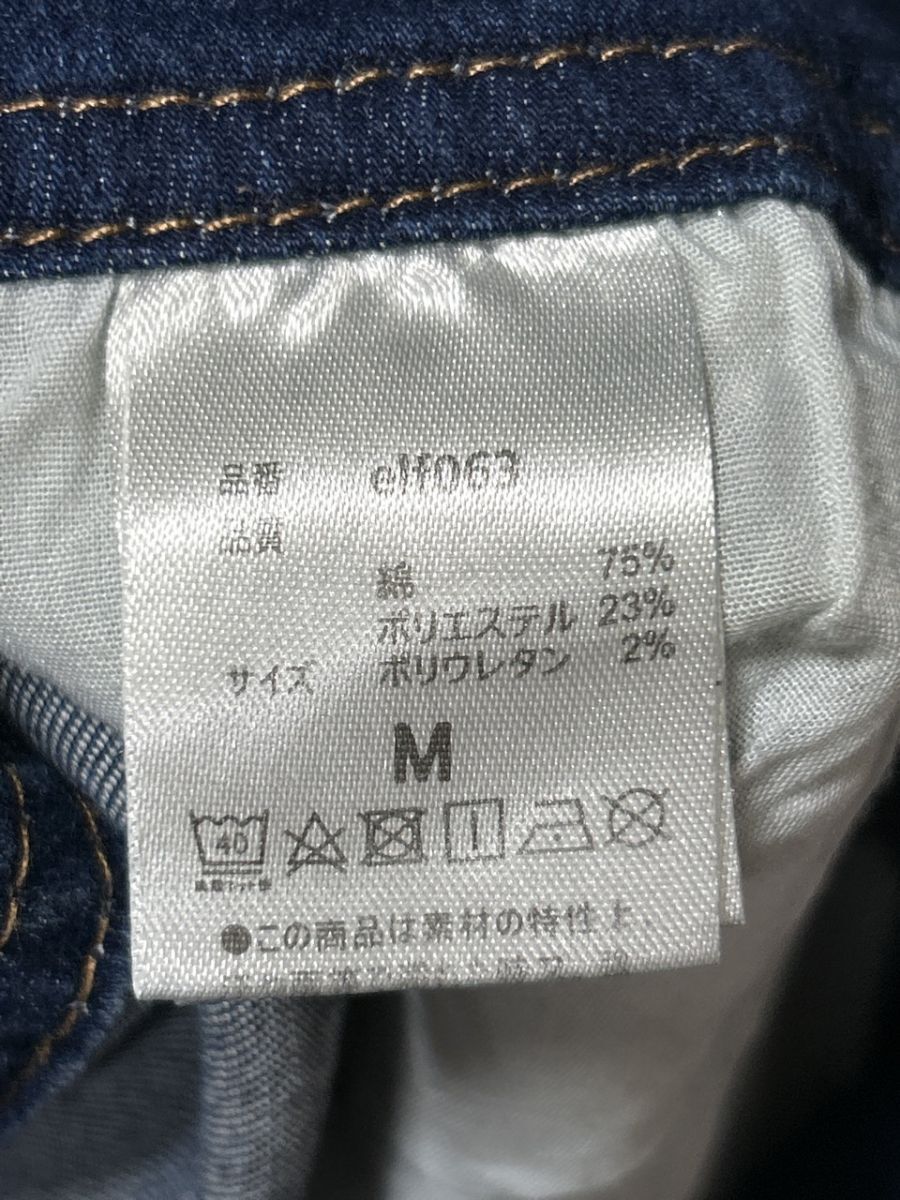 品番 elf063
品質
綿 75%
ポリエステル 23%
ポリウレタン 2%
サイズ
M
40
●この商品は素材の特性上、